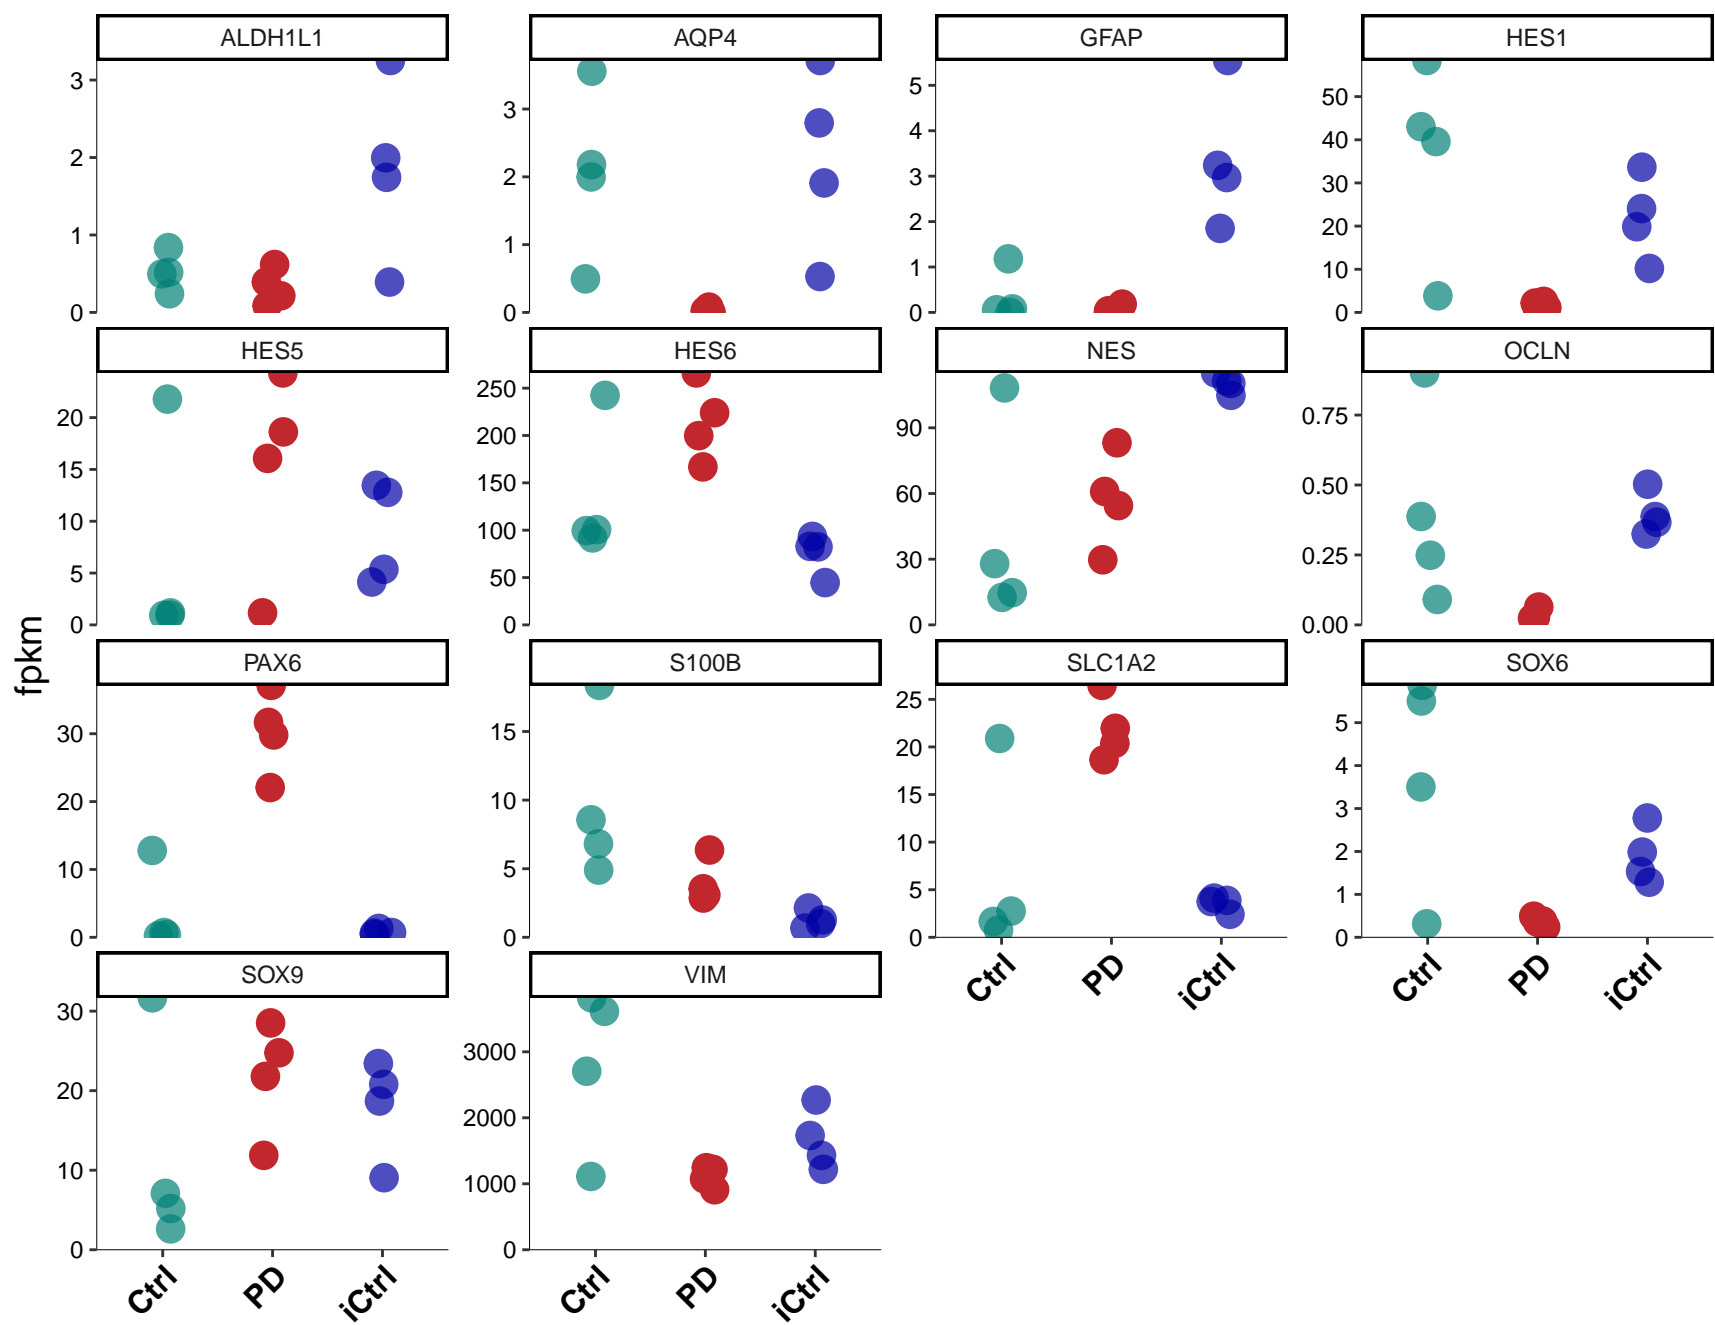 ALDH1L1 AQP4 GFAP HES1
3 2 1 0
3 2 1 0
5 4 3 2 1 0
50 40 30 20 10 0
HES5 HES6 NES OCLN
20 15 10 5 0
250 200 150 100 50 0
90 60 30 0
0.75 0.50 0.25 0.00
fpkm
PAX6 S100B SLC1A2 SOX6
30 20 10 0
15 10 5 0
25 20 15 10 5 0
5 4 3 2 1 0
Ctrl PD iCtrl Ctrl PD iCtrl
SOX9 VIM
30 20 10 0
3000 2000 1000 0
Ctrl PD iCtrl Ctrl PD iCtrl